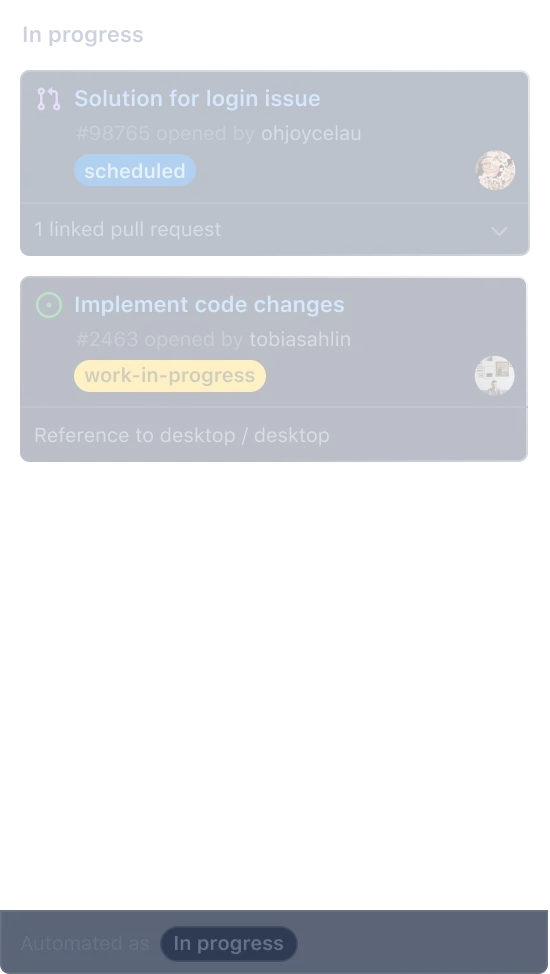 In progress
Solution for login issue
#98765 opened by ohjoycelau
scheduled
1 linked pull request
Implement code changes
#2463 opened by tobiasahlin
work-in-progress
Reference to desktop / desktop
Automated as In progress